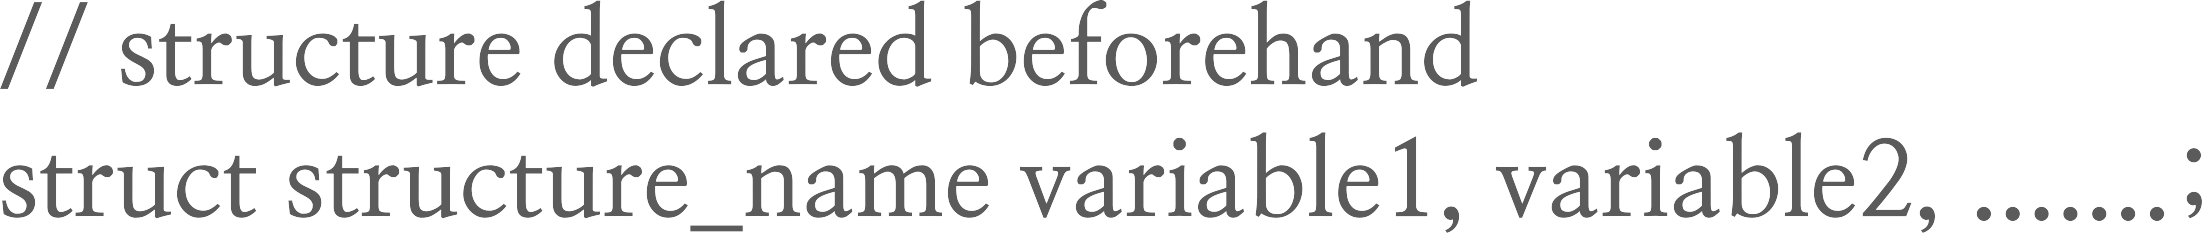 // structure declared beforehand
struct structure_name variable1, variable2, .......;